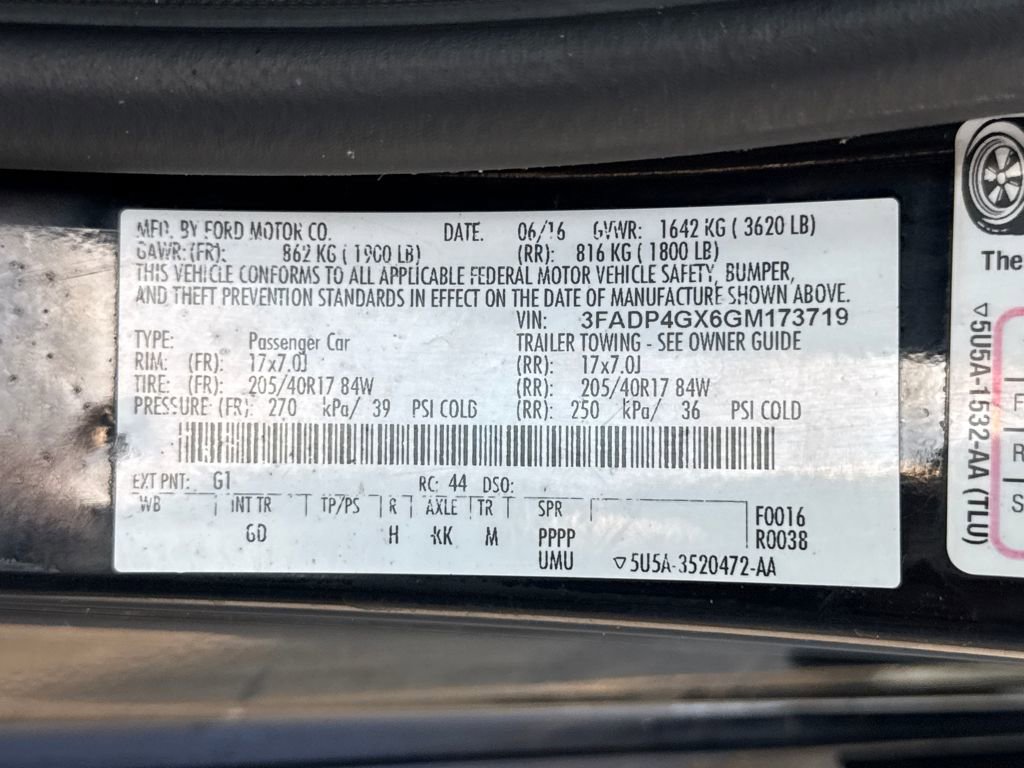 MFD. BY FORD MOTOR CO. DATE. 06/16 GVWR: 1642 KG ( 3620 LB)
GAWR:(FR): 862 KG ( 1900 LB) (RR): 816 KG ( 1800 LB)
THIS VEHICLE CONFORMS TO ALL APPLICABLE FEDERAL MOTOR VEHICLE SAFETY, BUMPER,
AND THEFT PREVENTION STANDARDS IN EFFECT ON THE DATE OF MANUFACTURE SHOWN ABOVE.
VIN: 3FADP4GX6GM173719
TYPE: Passenger Car TRAILER TOWING - SEE OWNER GUIDE
RIM: (FR): 17x7.0J (RR): 17x7.0J
TIRE: (FR): 205/40R17 84W (RR): 205/40R17 84W
PRESSURE (FR): 270 kPa/ 39 PSI COLD (RR): 250 kPa/ 36 PSI COLD
EXT PNT: G1 RC: 44 DSO:
WB INT TR TP/PS R AXLE TR SPR F0016
GD H KK M PPPP R0038
UMU ▽5U5A-3520472-AA
The
▽5U5A-1532-AA (TLU)
F
R
S